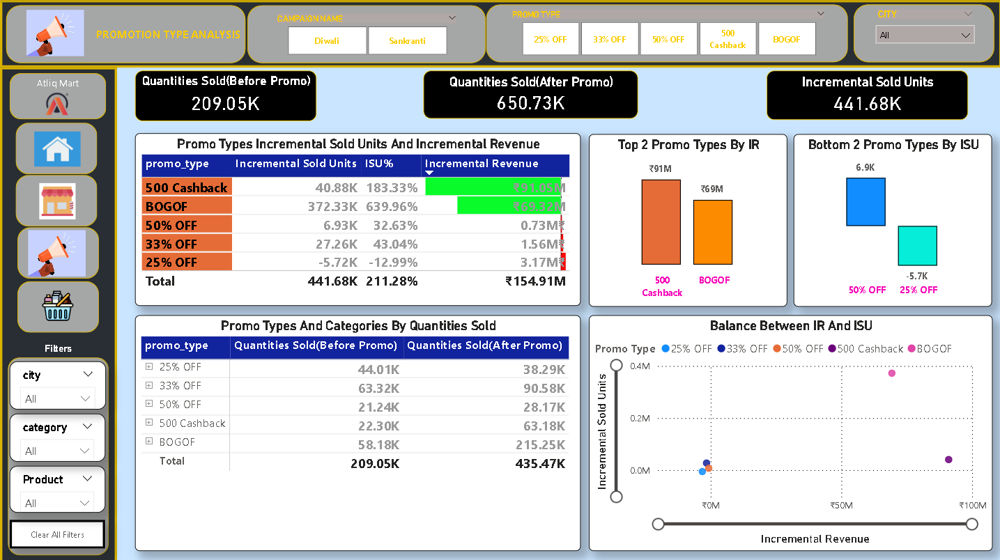 PROMOTION TYPE ANALYSIS
CAMPAIGN NAME
Diwali
Sankranti
PROMO TYPE
25% OFF
33% OFF
50% OFF
500
Cashback
BOGOF
CITY
All
Atliq Mart
Filters
city
All
category
All
Product
All
Clear All Filters
Quantities Sold(Before Promo)
209.05K
Quantities Sold(After Promo)
650.73K
Incremental Sold Units
441.68K
Promo Types Incremental Sold Units And Incremental Revenue
promo_type Incremental Sold Units ISU% Incremental Revenue
500 Cashback 40.88K 183.33% ₹91.05M
BOGOF 372.33K 639.96% ₹69.32M
50% OFF 6.93K 32.63% 0.73M₹
33% OFF 27.26K 43.04% 1.56M₹
25% OFF -5.72K -12.99% 3.17M₹
Total 441.68K 211.28% ₹154.91M
Top 2 Promo Types By IR
₹91M
₹69M
500
Cashback
BOGOF
Bottom 2 Promo Types By ISU
6.9K
-5.7K
50% OFF 25% OFF
Promo Types And Categories By Quantities Sold
promo_type Quantities Sold(Before Promo) Quantities Sold(After Promo)
25% OFF 44.01K 38.29K
33% OFF 63.32K 90.58K
50% OFF 21.24K 28.17K
500 Cashback 22.30K 63.18K
BOGOF 58.18K 215.25K
Total 209.05K 435.47K
Balance Between IR And ISU
Promo Type 25% OFF 33% OFF 50% OFF 500 Cashback BOGOF
Incremental Sold Units
0.4M
0.2M
0.0M
₹0M ₹50M ₹100M
Incremental Revenue